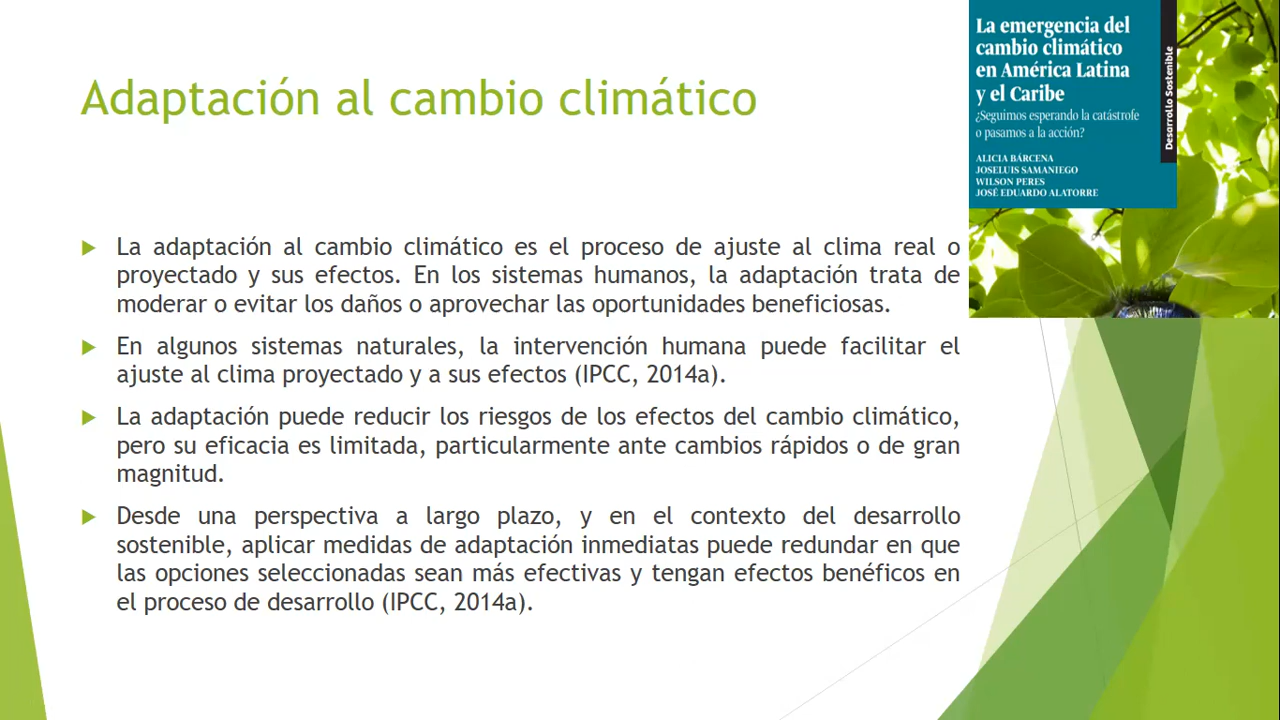 Adaptación al cambio climático
La emergencia del
cambio climático
en América Latina
y el Caribe
¿Seguimos esperando la catástrofe
o pasamos a la acción?
ALICIA BÁRCENA
JOSELUIS SAMANIEGO
WILSON PERES
JOSÉ EDUARDO ALATORRE
Desarrollo Sostenible
La adaptación al cambio climático es el proceso de ajuste al clima real o
proyectado y sus efectos. En los sistemas humanos, la adaptación trata de
moderar o evitar los daños o aprovechar las oportunidades beneficiosas.
En algunos sistemas naturales, la intervención humana puede facilitar el
ajuste al clima proyectado y a sus efectos (IPCC, 2014a).
La adaptación puede reducir los riesgos de los efectos del cambio climático,
pero su eficacia es limitada, particularmente ante cambios rápidos o de gran
magnitud.
Desde una perspectiva a largo plazo, y en el contexto del desarrollo
sostenible, aplicar medidas de adaptación inmediatas puede redundar en que
las opciones seleccionadas sean más efectivas y tengan efectos benéficos en
el proceso de desarrollo (IPCC, 2014a).